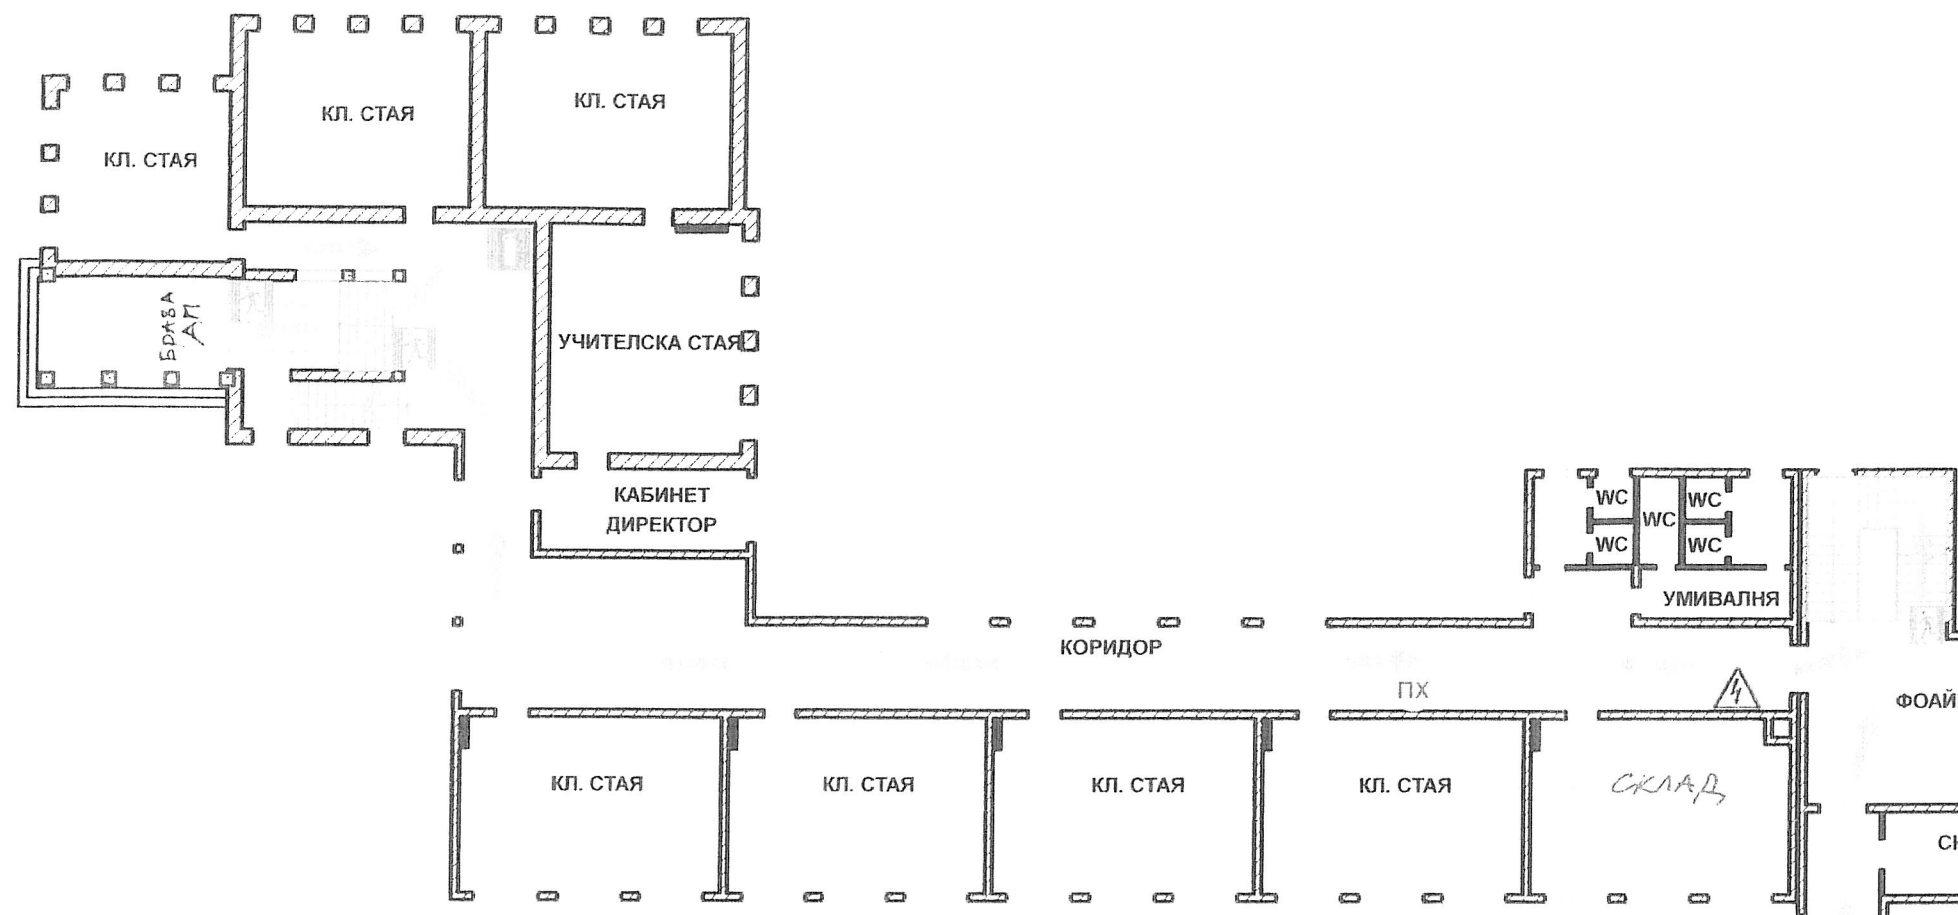 КЛ. СТАЯ
КЛ. СТАЯ
КЛ. СТАЯ
БРАВА
АП
УЧИТЕЛСКА СТАЯ
КАБИНЕТ
ДИРЕКТОР
WC
WC
WC
WC
WC
УМИВАЛНЯ
КОРИДОР
ПХ
ФОАЙ
КЛ. СТАЯ
КЛ. СТАЯ
КЛ. СТАЯ
КЛ. СТАЯ
СКЛАД